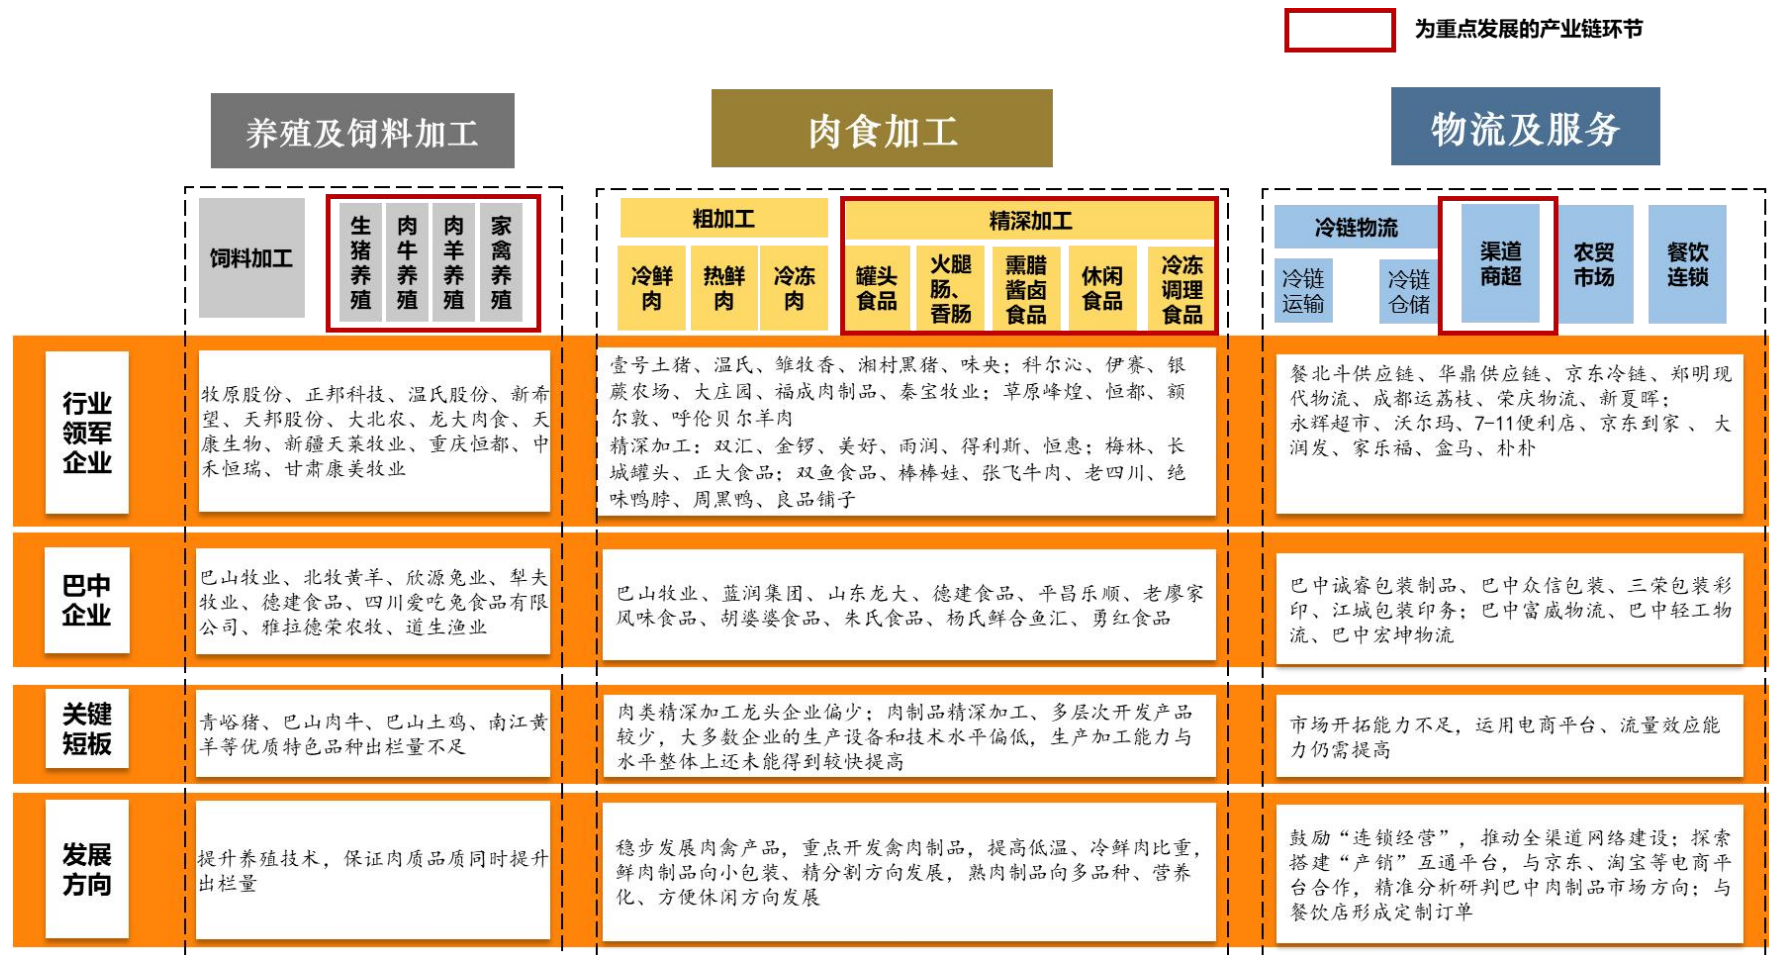 为重点发展的产业链环节
养殖及饲料加工
肉食加工
物流及服务
饲料加工
生猪养殖
肉牛养殖
肉羊养殖
家禽养殖
粗加工
冷鲜肉
热鲜肉
冷冻肉
精深加工
罐头食品
火腿肠、香肠
熏腊酱卤食品
休闲食品
冷冻调理食品
冷链物流
冷链运输
冷链仓储
渠道商超
农贸市场
餐饮连锁
行业领军企业
牧原股份、正邦科技、温氏股份、新希
望、天邦股份、大北农、龙大肉食、天
康生物、新疆天莱牧业、重庆恒都、中
禾恒瑞、甘肃康美牧业
壹号土猪、温氏、雏牧香、湘村黑猪、味央；科尔沁、伊赛、银
蕨农场、大庄园、福成肉制品、秦宝牧业；草原峰煌、恒都、额
尔敦、呼伦贝尔羊肉
精深加工：双汇、金锣、美好、雨润、得利斯、恒惠；梅林、长
城罐头、正大食品；双鱼食品、棒棒娃、张飞牛肉、老四川、绝
味鸭脖、周黑鸭、良品铺子
餐北斗供应链、华鼎供应链、京东冷链、郑明现
代物流、成都运荔枝、荣庆物流、新夏晖；
永辉超市、沃尔玛、7-11便利店、京东到家 、大
润发、家乐福、盒马、朴朴
巴中企业
巴山牧业、北牧黄羊、欣源兔业、犁夫
牧业、德建食品、四川爱吃兔食品有限
公司、雅拉德荣农牧、道生渔业
巴山牧业、蓝润集团、山东龙大、德建食品、平昌乐顺、老廖家
风味食品、胡婆婆食品、朱氏食品、杨氏鲜合鱼汇、勇红食品
巴中诚睿包装制品、巴中众信包装、三荣包装彩
印、江城包装印务；巴中富威物流、巴中轻工物
流、巴中宏坤物流
关键短板
青峪猪、巴山肉牛、巴山土鸡、南江黄
羊等优质特色品种出栏量不足
肉类精深加工龙头企业偏少；肉制品精深加工、多层次开发产品
较少，大多数企业的生产设备和技术水平偏低，生产加工能力与
水平整体上还未能得到较快提高
市场开拓能力不足，运用电商平台、流量效应能
力仍需提高
发展方向
提升养殖技术，保证肉质品质同时提升
出栏量
稳步发展肉禽产品，重点开发禽肉制品，提高低温、冷鲜肉比重，
鲜肉制品向小包装、精分割方向发展，熟肉制品向多品种、营养
化、方便休闲方向发展
鼓励“连锁经营”，推动全渠道网络建设；探索
搭建“产销”互通平台，与京东、淘宝等电商平
台合作，精准分析研判巴中肉制品市场方向；与
餐饮店形成定制订单